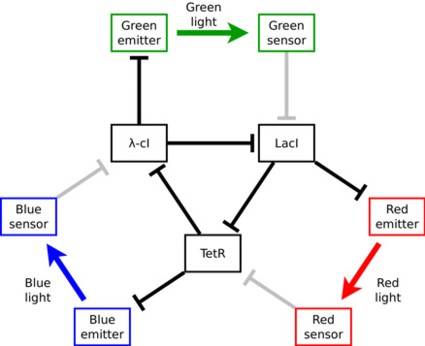 Green
light
Green
emitter
Green
sensor
λ-cI
LacI
Blue
sensor
Red
emitter
TetR
Blue
light
Red
light
Blue
emitter
Red
sensor